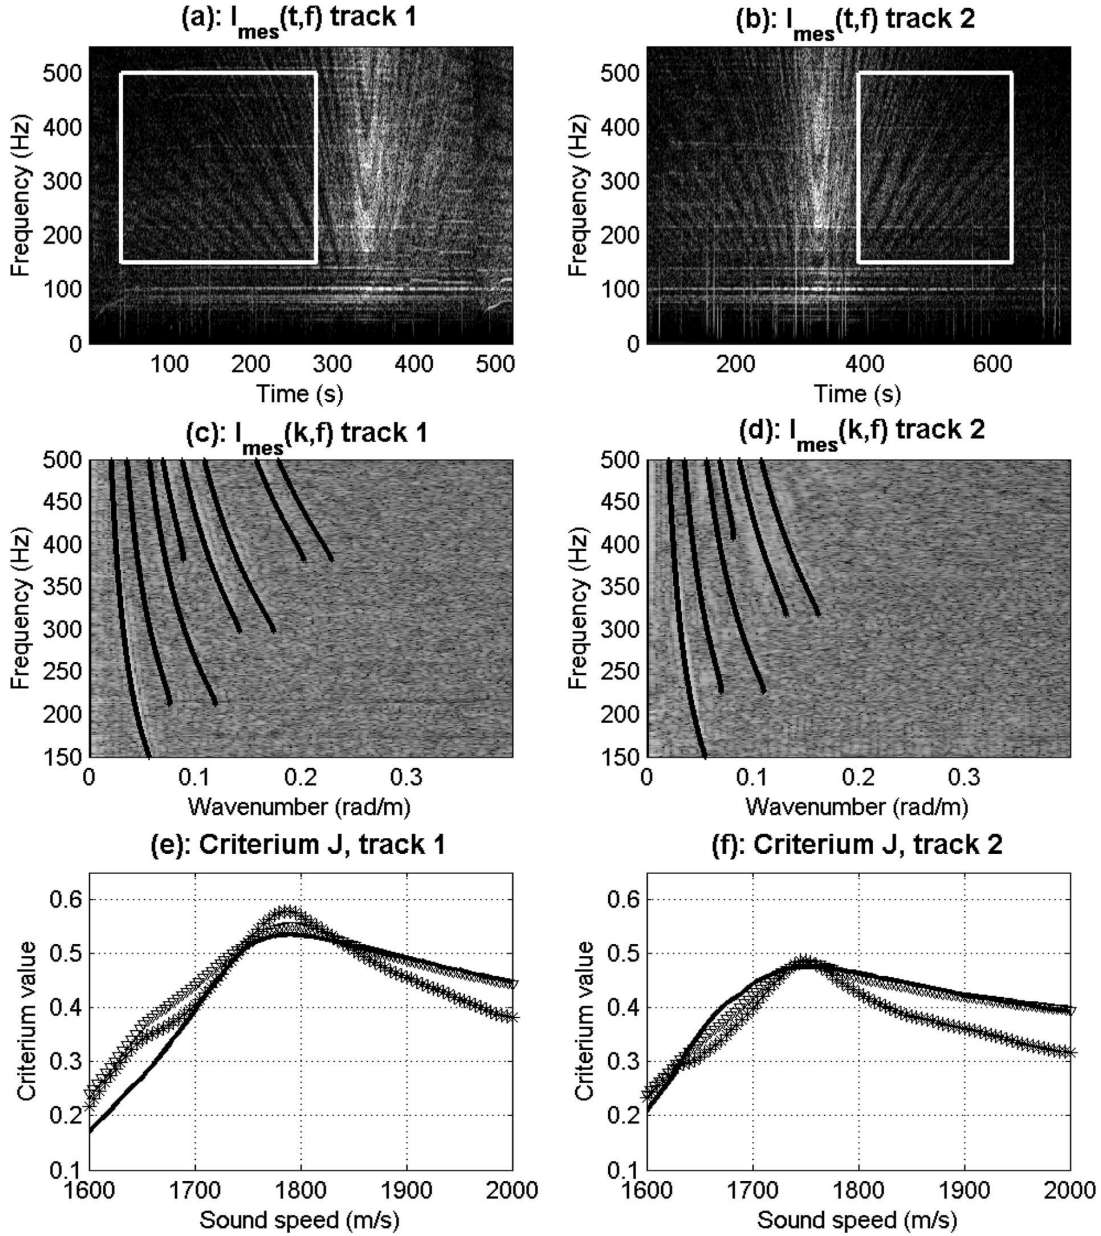 (a): I_mes(t,f) track 1
Frequency (Hz)
500
400
300
200
100
0
100 200 300 400 500
Time (s)
(b): I_mes(t,f) track 2
Frequency (Hz)
500
400
300
200
100
0
200 400 600
Time (s)
(c): I_mes(k,f) track 1
Frequency (Hz)
500
450
400
350
300
250
200
150
0 0.1 0.2 0.3
Wavenumber (rad/m)
(d): I_mes(k,f) track 2
Frequency (Hz)
500
450
400
350
300
250
200
150
0 0.1 0.2 0.3
Wavenumber (rad/m)
(e): Criterium J, track 1
Criterium value
0.6
0.5
0.4
0.3
0.2
0.1
1600 1700 1800 1900 2000
Sound speed (m/s)
(f): Criterium J, track 2
Criterium value
0.6
0.5
0.4
0.3
0.2
0.1
1600 1700 1800 1900 2000
Sound speed (m/s)